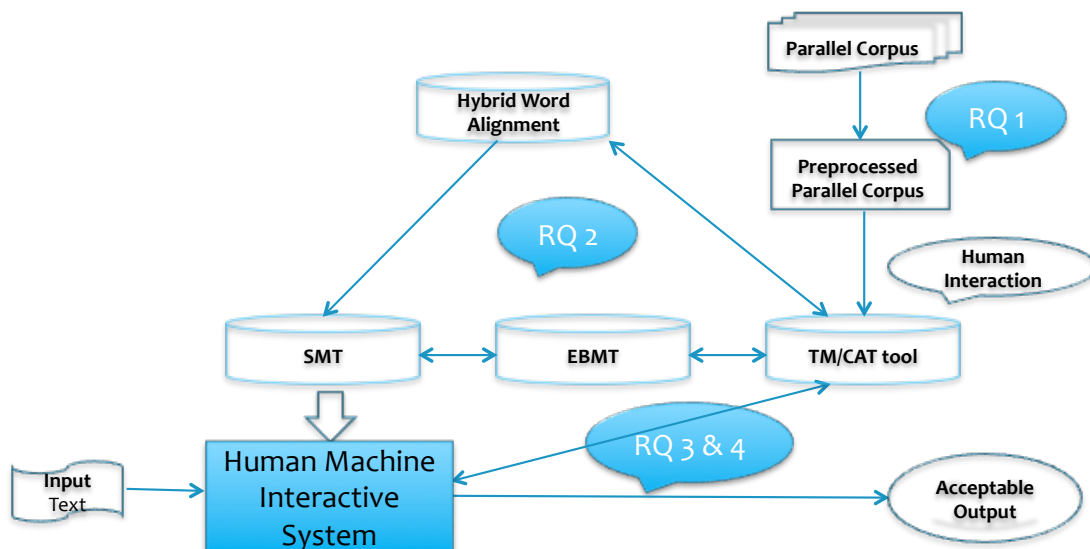 Parallel Corpus
Hybrid Word
Alignment
RQ 1
Preprocessed
Parallel Corpus
RQ 2
Human
Interaction
SMT
EBMT
TM/CAT tool
RQ 3 & 4
Human Machine
Interactive
System
Input
Text
Acceptable
Output